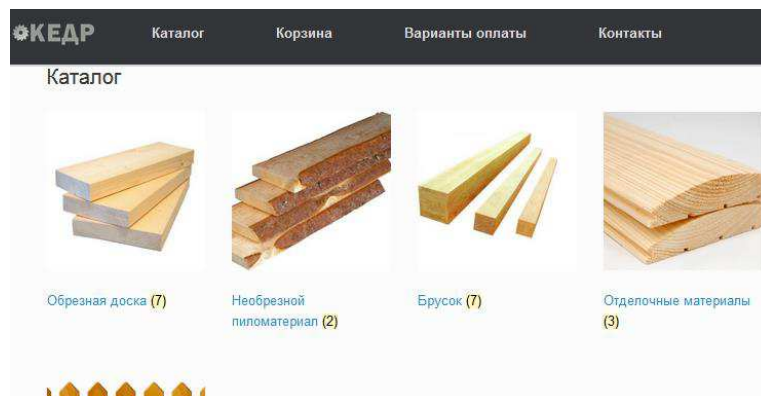 КЕДР Каталог Корзина Варианты оплаты Контакты
Каталог
Обрезная доска (7) Необрезной Брусок (7) Отделочные материалы
пиломатериал (2) (3)